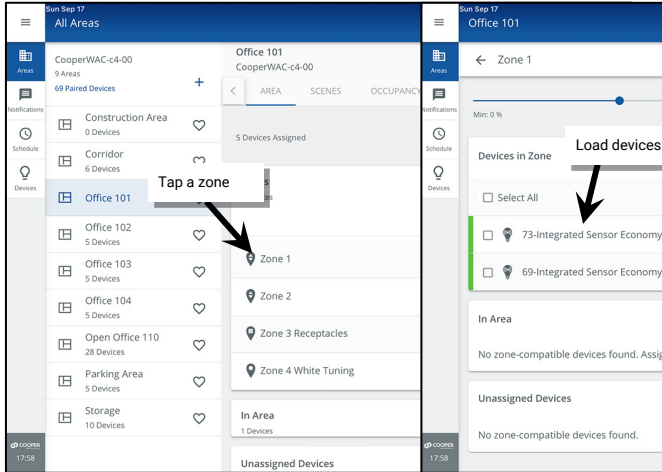 Sun Sep 17
All Areas
Areas
Notifications
Schedule
Devices
COOPER
17:58
CooperWAC-c4-00
9 Areas
69 Paired Devices
+
Construction Area
0 Devices
Corridor
6 Devices
Office 101
Office 102
5 Devices
Office 103
5 Devices
Office 104
5 Devices
Open Office 110
28 Devices
Parking Area
5 Devices
Storage
10 Devices
Office 101
CooperWAC-c4-00
AREA SCENES OCCUPANCY
5 Devices Assigned
Tap a zone
Zone 1
Zone 2
Zone 3 Receptacles
Zone 4 White Tuning
In Area
1 Devices
Unassigned Devices
Sun Sep 17
Office 101
Areas
Notifications
Schedule
Devices
COOPER
17:58
Zone 1
Min: 0 %
Load devices
Devices in Zone
Select All
73-Integrated Sensor Economy
69-Integrated Sensor Economy
In Area
No zone-compatible devices found. Assig
Unassigned Devices
No zone-compatible devices found.